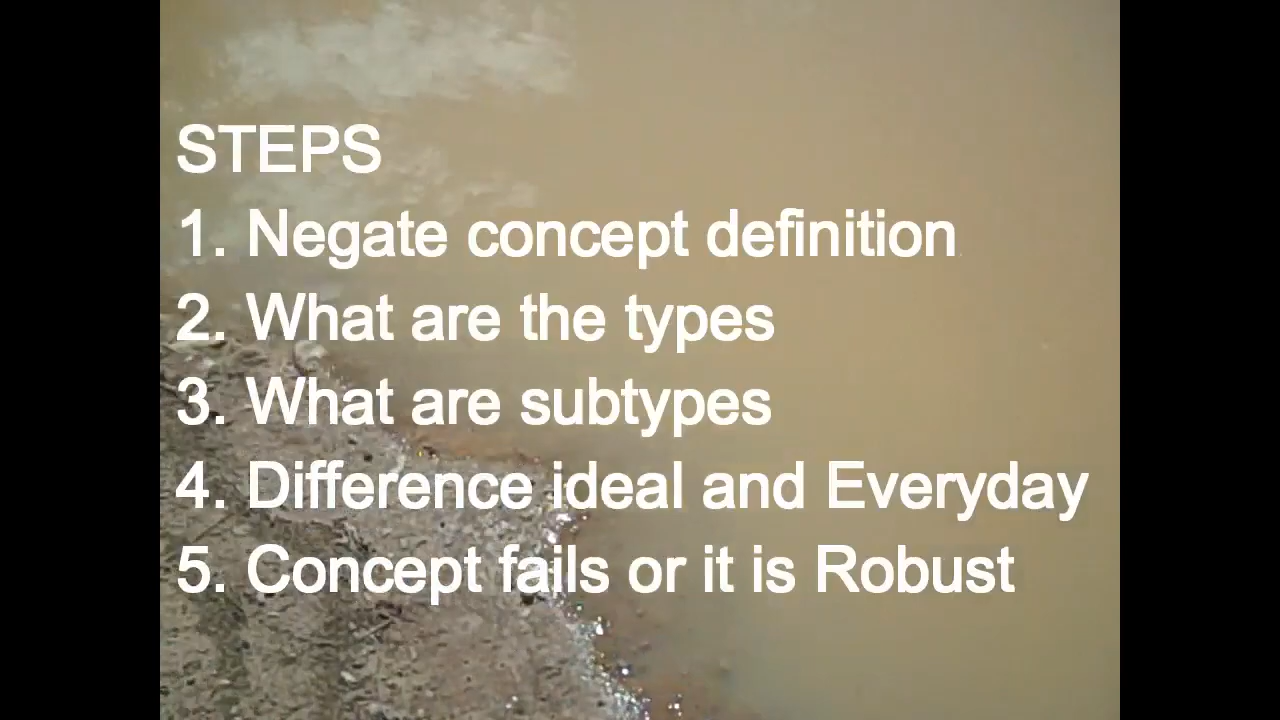 STEPS
1. Negate concept definition
2. What are the types
3. What are subtypes
4. Difference ideal and Everyday
5. Concept fails or it is Robust